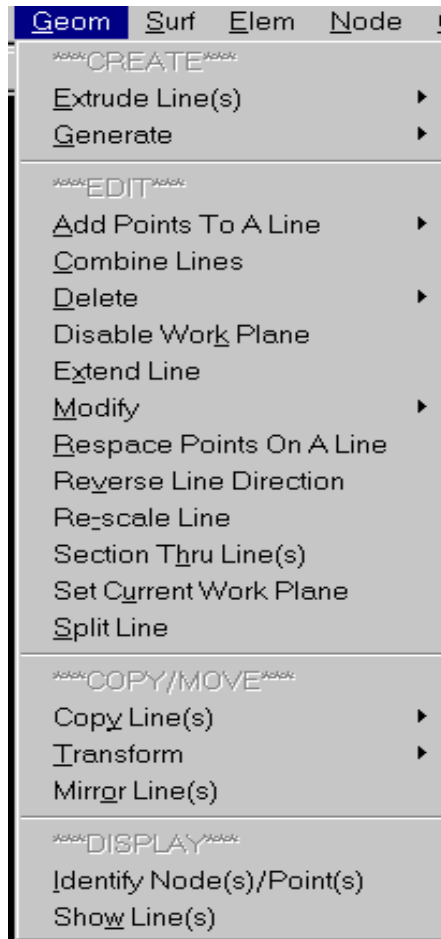 Geom Surf Elem Node
***CREATE***
Extrude Line(s)
Generate
***EDIT***
Add Points To A Line
Combine Lines
Delete
Disable Work Plane
Extend Line
Modify
Respace Points On A Line
Reverse Line Direction
Re-scale Line
Section Thru Line(s)
Set Current Work Plane
Split Line
***COPY/MOVE***
Copy Line(s)
Transform
Mirror Line(s)
***DISPLAY***
Identify Node(s)/Point(s)
Show Line(s)